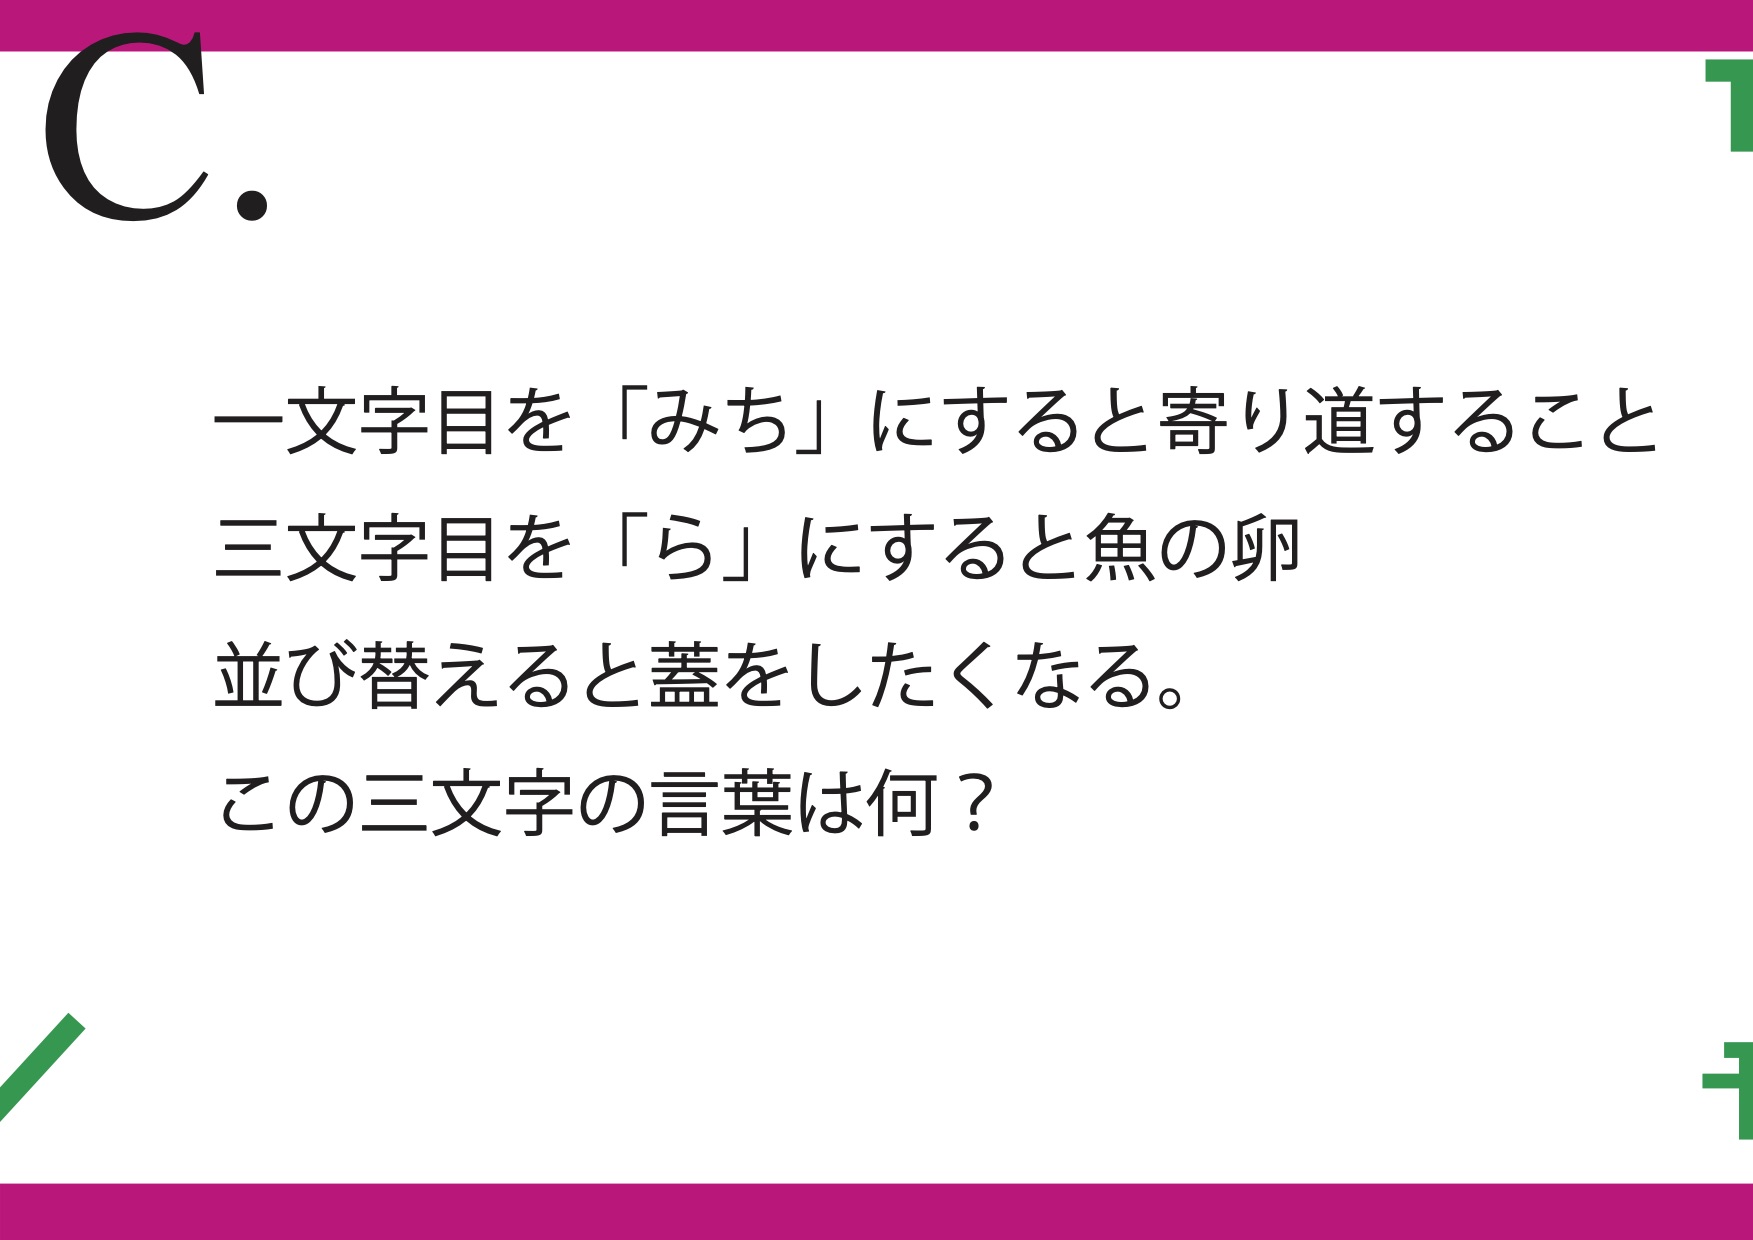 C.
一文字目を「みち」にすると寄り道すること
三文字目を「ら」にすると魚の卵
並び替えると蓋をしたくなる。
この三文字の言葉は何？